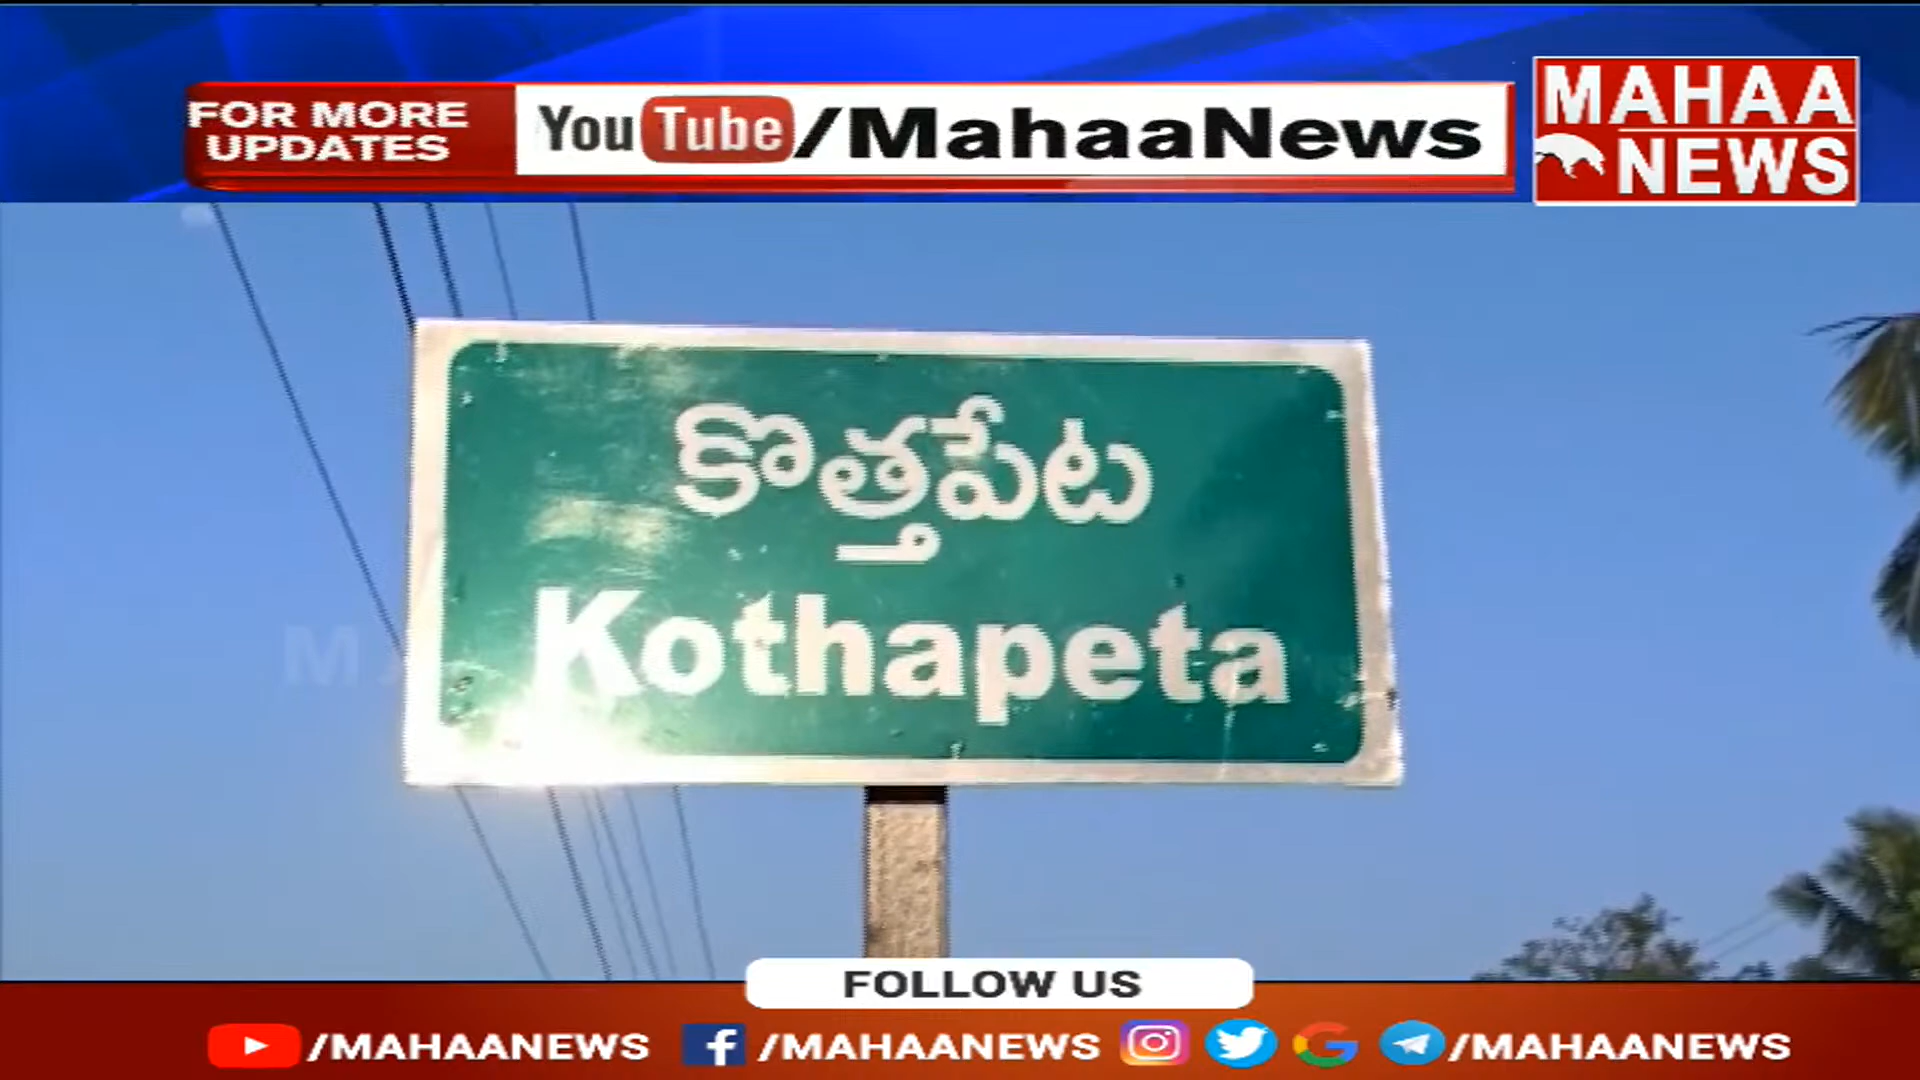 FOR MORE
UPDATES
YouTube/MahaaNews
MAHAA
NEWS
కొత్తపేట
Kothapeta
FOLLOW US
/MAHAANEWS
/MAHAANEWS
/MAHAANEWS